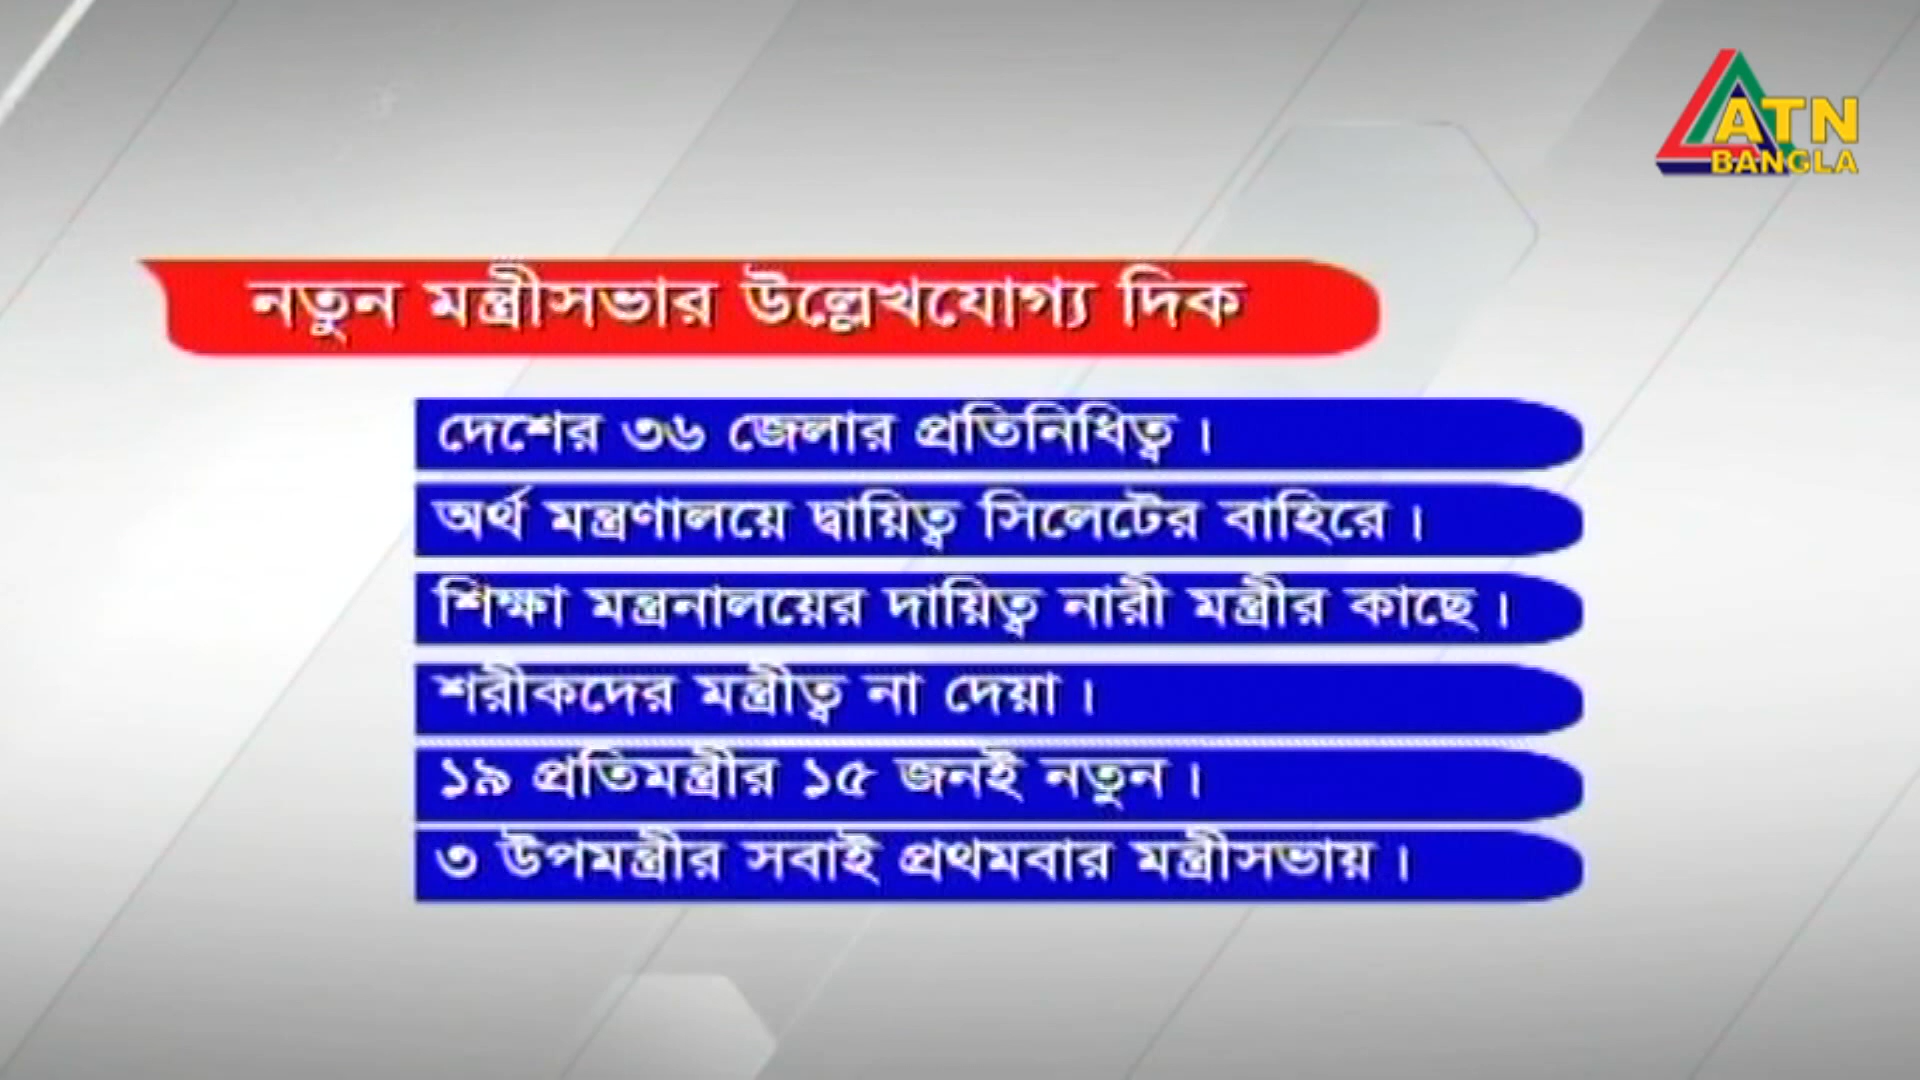 ATN
BANGLA
নতুন মন্ত্রীসভার উল্লেখযোগ্য দিক
দেশের ৩৬ জেলার প্রতিনিধিত্ব ।
অর্থ মন্ত্রণালয়ে দ্বায়িত্ব সিলেটের বাহিরে ।
শিক্ষা মন্ত্রনালয়ের দায়িত্ব নারী মন্ত্রীর কাছে ।
শরীকদের মন্ত্রীত্ব না দেয়া ।
১৯ প্রতিমন্ত্রীর ১৫ জনই নতুন ।
৩ উপমন্ত্রীর সবাই প্রথমবার মন্ত্রীসভায় ।